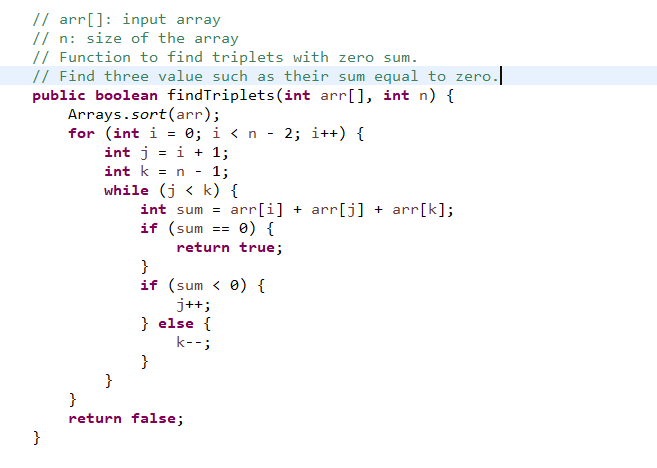 // arr[]: input array
// n: size of the array
// Function to find triplets with zero sum.
// Find three value such as their sum equal to zero.
public boolean findTriplets(int arr[], int n) {
    Arrays.sort(arr);
    for (int i = 0; i < n - 2; i++) {
        int j = i + 1;
        int k = n - 1;
        while (j < k) {
            int sum = arr[i] + arr[j] + arr[k];
            if (sum == 0) {
                return true;
            }
            if (sum < 0) {
                j++;
            } else {
                k--;
            }
        }
    }
    return false;
}